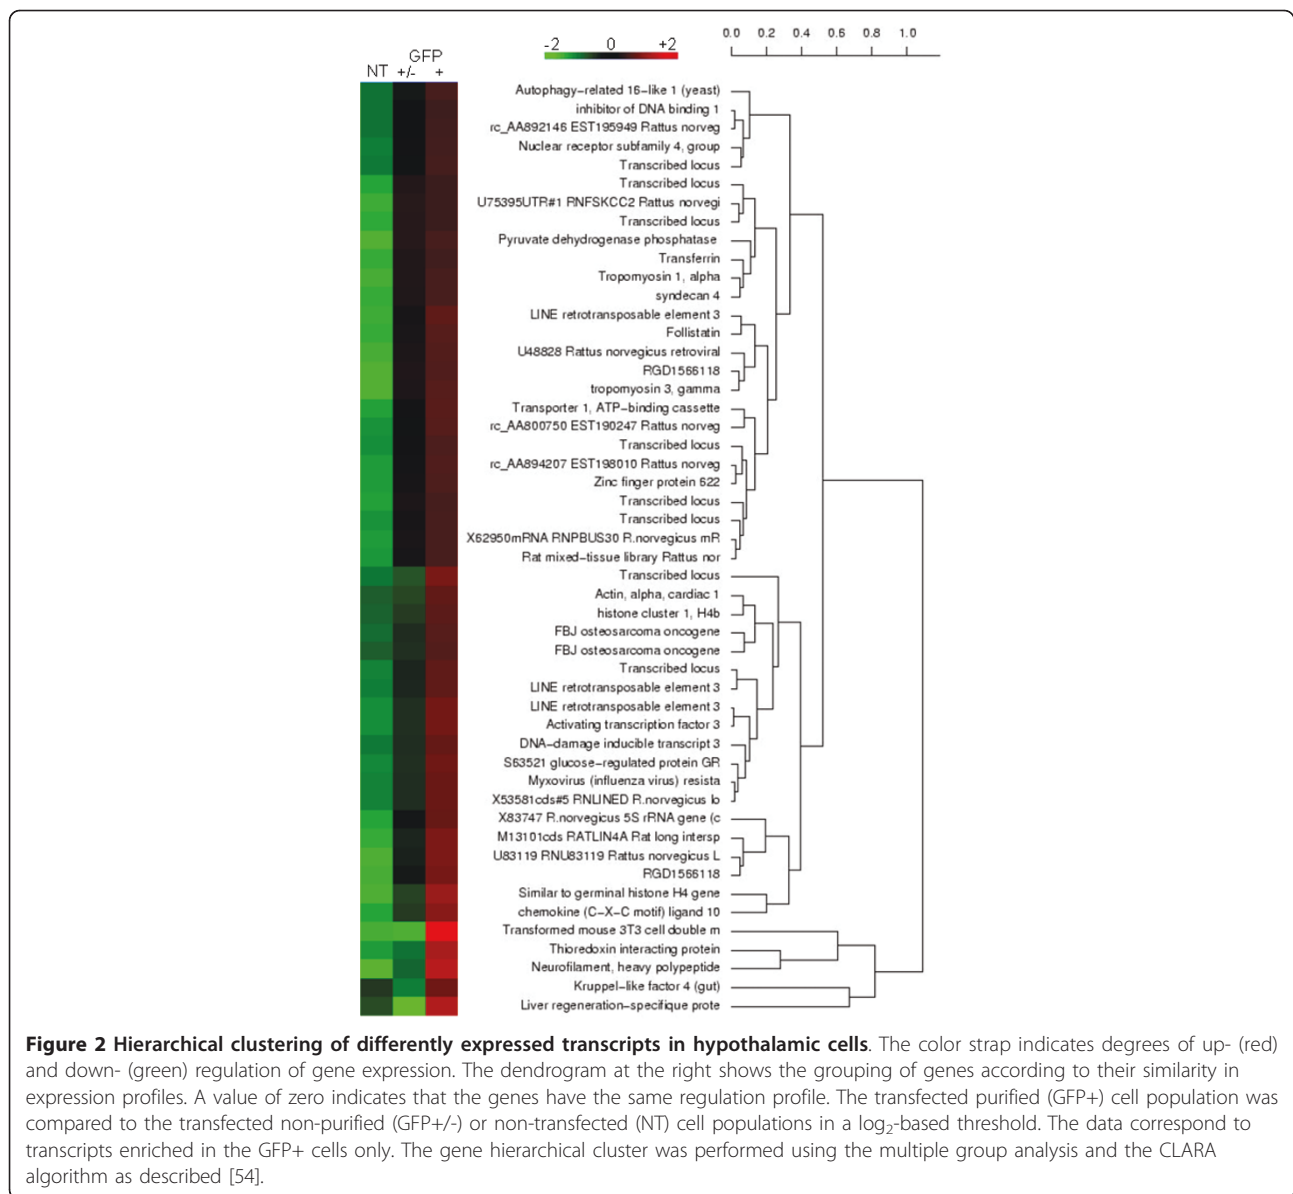 0.0 0.2 0.4 0.6 0.8 1.0
-2 0 +2
GFP
NT +/- +
Autophagy−related 16−like 1 (yeast)
inhibitor of DNA binding 1
rc_AA892146 EST195949 Rattus norveg
Nuclear receptor subfamily 4, group
Transcribed locus
Transcribed locus
U75395UTR#1 RNFSKCC2 Rattus norvegi
Transcribed locus
Pyruvate dehydrogenase phosphatase
Transferrin
Tropomyosin 1, alpha
syndecan 4
LINE retrotransposable element 3
Follistatin
U48828 Rattus norvegicus retroviral
RGD1566118
tropomyosin 3, gamma
Transporter 1, ATP−binding cassette
rc_AA800750 EST190247 Rattus norveg
Transcribed locus
rc_AA894207 EST198010 Rattus norveg
Zinc finger protein 622
Transcribed locus
Transcribed locus
X62950mRNA RNPBUS30 R.norvegicus mR
Rat mixed−tissue library Rattus nor
Transcribed locus
Actin, alpha, cardiac 1
histone cluster 1, H4b
FBJ osteosarcoma oncogene
FBJ osteosarcoma oncogene
Transcribed locus
LINE retrotransposable element 3
LINE retrotransposable element 3
Activating transcription factor 3
DNA−damage inducible transcript 3
S63521 glucose−regulated protein GR
Myxovirus (influenza virus) resista
X53581cds#5 RNLINED R.norvegicus lo
X83747 R.norvegicus 5S rRNA gene (c
M13101cds RATLIN4A Rat long intersp
U83119 RNU83119 Rattus norvegicus L
RGD1566118
Similar to germinal histone H4 gene
chemokine (C−X−C motif) ligand 10
Transformed mouse 3T3 cell double m
Thioredoxin interacting protein
Neurofilament, heavy polypeptide
Kruppel−like factor 4 (gut)
Liver regeneration−specifique prote
Figure 2 Hierarchical clustering of differently expressed transcripts in hypothalamic cells. The color strap indicates degrees of up- (red)
and down- (green) regulation of gene expression. The dendrogram at the right shows the grouping of genes according to their similarity in
expression profiles. A value of zero indicates that the genes have the same regulation profile. The transfected purified (GFP+) cell population was
compared to the transfected non-purified (GFP+/-) or non-transfected (NT) cell populations in a log2-based threshold. The data correspond to
transcripts enriched in the GFP+ cells only. The gene hierarchical cluster was performed using the multiple group analysis and the CLARA
algorithm as described [54].